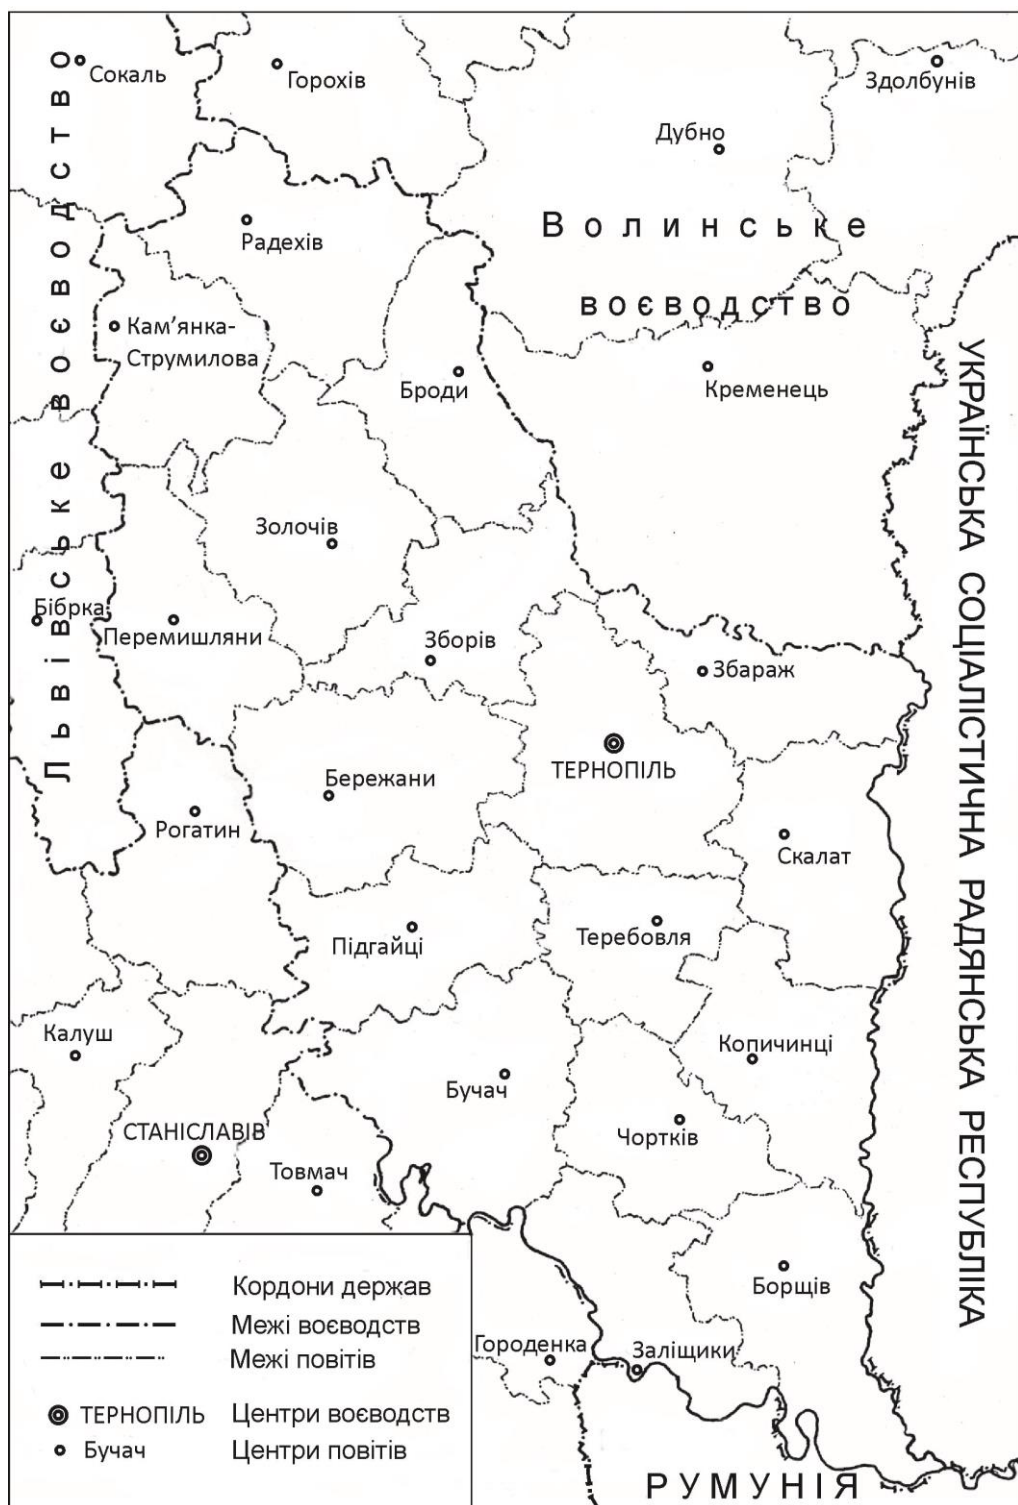 Сокаль
Горохів
Здолбунів
Дубно
Радехів
Волинське
воєводство
Кам'янка-
Струмилова
Броди
Кременець
Львівське воєводство
УКРАЇНСЬКА СОЦІАЛІСТИЧНА РАДЯНСЬКА РЕСПУБЛІКА
Золочів
Бібрка
Перемишляни
Зборів
Збараж
ТЕРНОПІЛЬ
Бережани
Рогатин
Скалат
Підгайці
Теребовля
Калуш
Копичинці
Бучач
СТАНІСЛАВІВ
Чортків
Товмач
Борщів
Городенка
Заліщики
РУМУНІЯ
Кордони держав
Межі воєводств
Межі повітів
ТЕРНОПІЛЬ Центри воєводств
Бучач Центри повітів